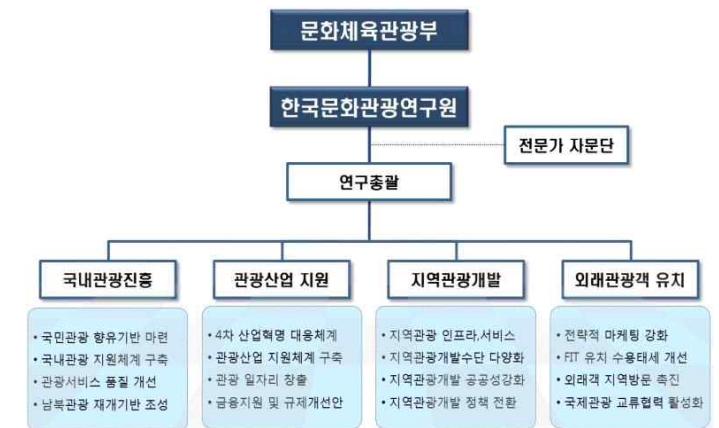 문화체육관광부
한국문화관광연구원
전문가 자문단
연구총괄
국내관광진흥
• 국민관광 향유기반 마련
• 국내관광 지원체계 구축
• 관광서비스 품질 개선
• 남북관광 재개기반 조성
관광산업 지원
• 4차 산업혁명 대응체계
• 관광산업 지원체계 구축
• 관광 일자리 창출
• 금융지원 및 규제개선안
지역관광개발
• 지역관광 인프라,서비스
• 지역관광개발수단 다양화
• 지역관광개발 공공성강화
• 지역관광개발 정책 전환
외래관광객 유치
• 전략적 마케팅 강화
• FIT 유치 수용태세 개선
• 외래객 지역방문 촉진
• 국제관광 교류협력 활성화